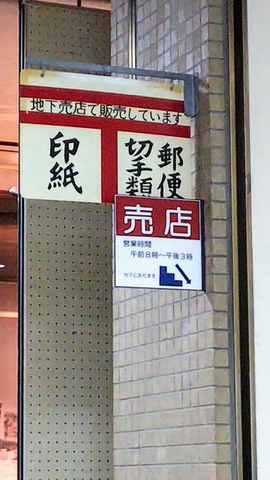 地下売店で販売しています
郵便
切手類
印紙
売店
営業時間
午前8時～午後3時
地下にあります